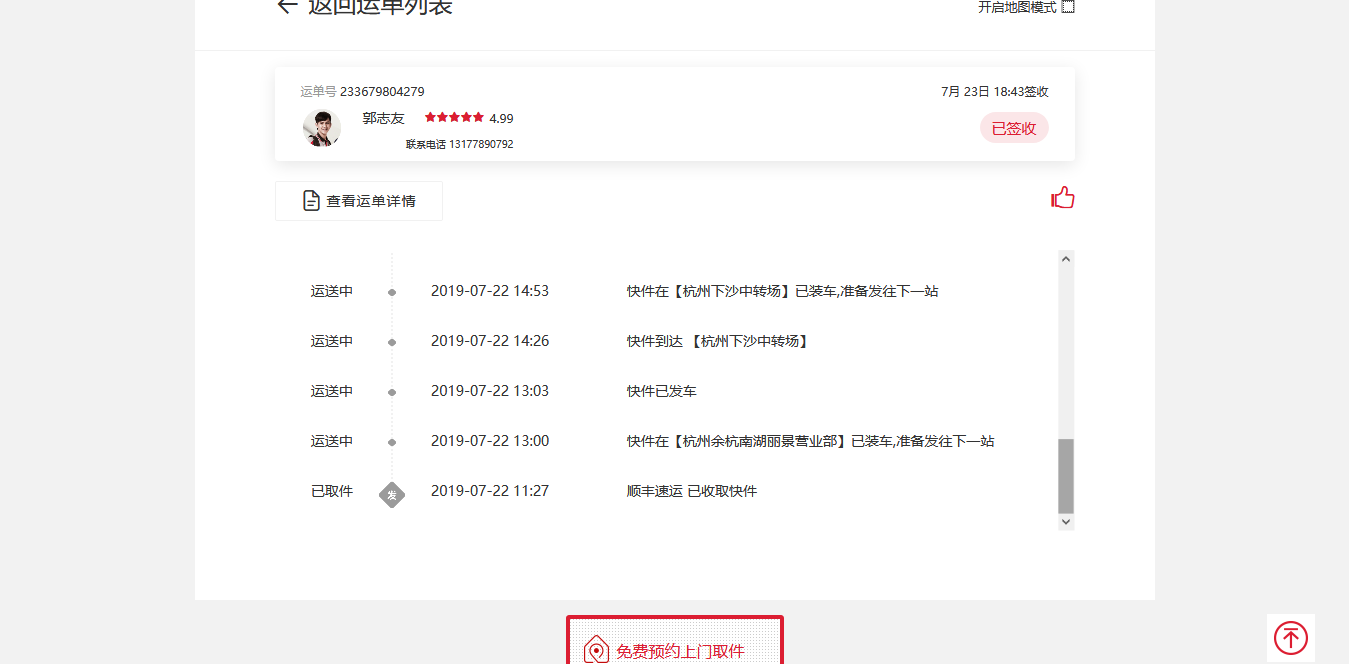 返回运单列表
开启地图模式
运单号 233679804279
7月 23日 18:43签收
郭志友 4.99
已签收
联系电话 13177890792
查看运单详情
运送中 2019-07-22 14:53 快件在【杭州下沙中转场】已装车,准备发往下一站
运送中 2019-07-22 14:26 快件到达 【杭州下沙中转场】
运送中 2019-07-22 13:03 快件已发车
运送中 2019-07-22 13:00 快件在【杭州余杭南湖丽景营业部】已装车,准备发往下一站
已取件 发 2019-07-22 11:27 顺丰速运 已收取快件
免费预约上门取件